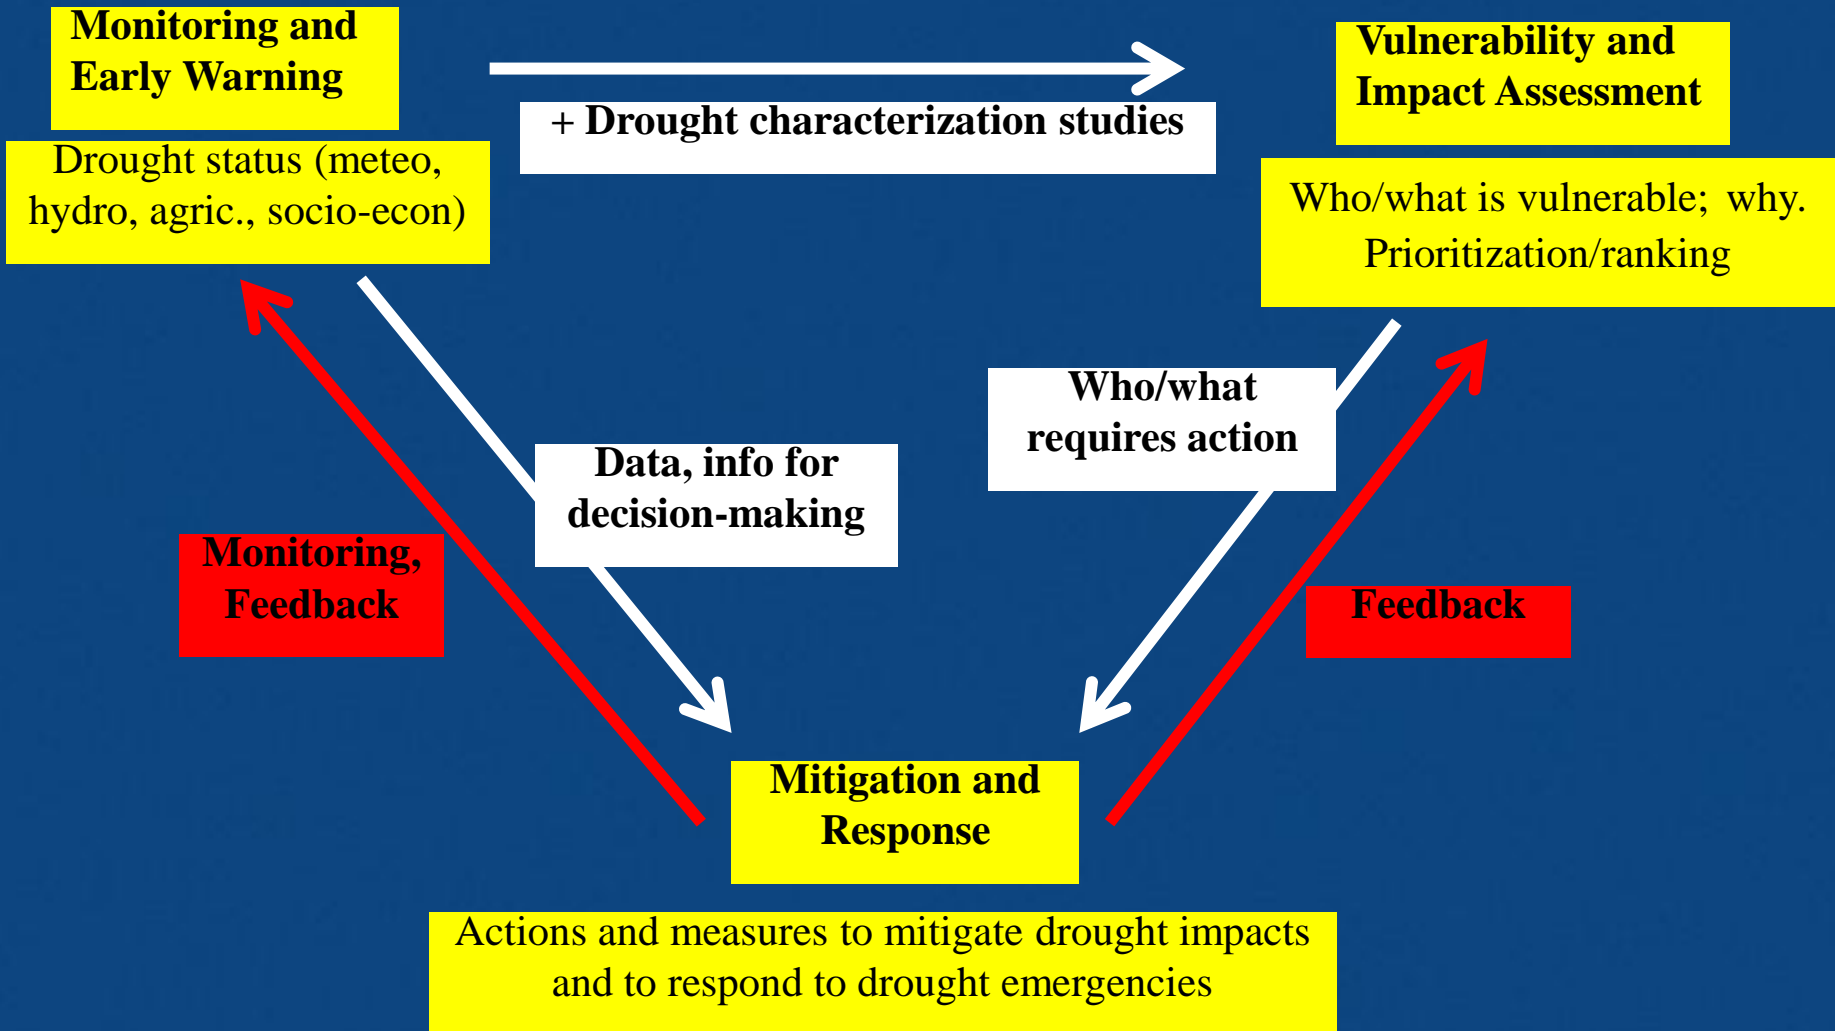 Monitoring and
Early Warning
Drought status (meteo,
hydro, agric., socio-econ)
+ Drought characterization studies
Vulnerability and
Impact Assessment
Who/what is vulnerable; why.
Prioritization/ranking
Who/what
requires action
Data, info for
decision-making
Monitoring,
Feedback
Feedback
Mitigation and
Response
Actions and measures to mitigate drought impacts
and to respond to drought emergencies